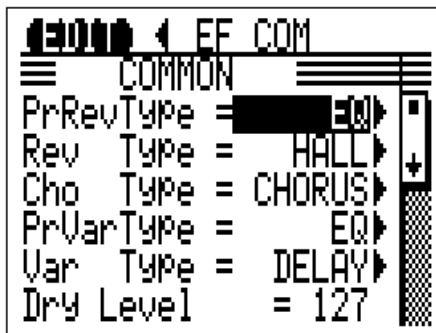 EDIT ◀ EF COM
COMMON
PrRevType = EQ▶
Rev Type = HALL▶
Cho Type = CHORUS▶
PrVarType = EQ▶
Var Type = DELAY▶
Dry Level = 127